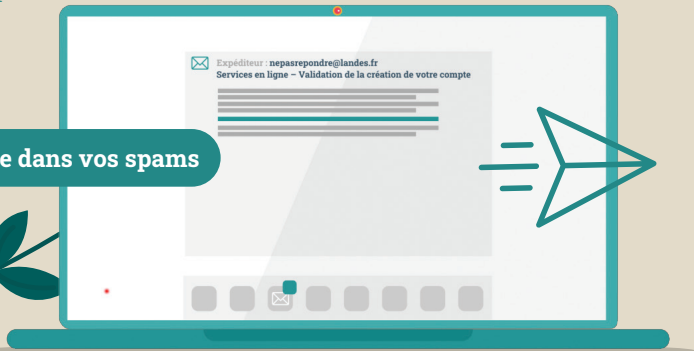 Expéditeur : nepasrepondre@landes.fr
Services en ligne – Validation de la création de votre compte
e dans vos spams